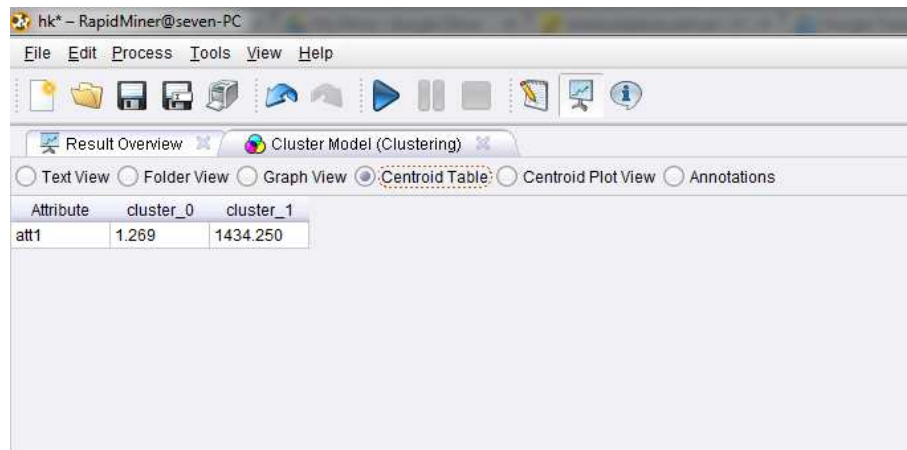 hk* – RapidMiner@seven-PC
File Edit Process Tools View Help
Result Overview Cluster Model (Clustering)
Text View Folder View Graph View Centroid Table Centroid Plot View Annotations
Attribute cluster_0 cluster_1
att1 1.269 1434.250